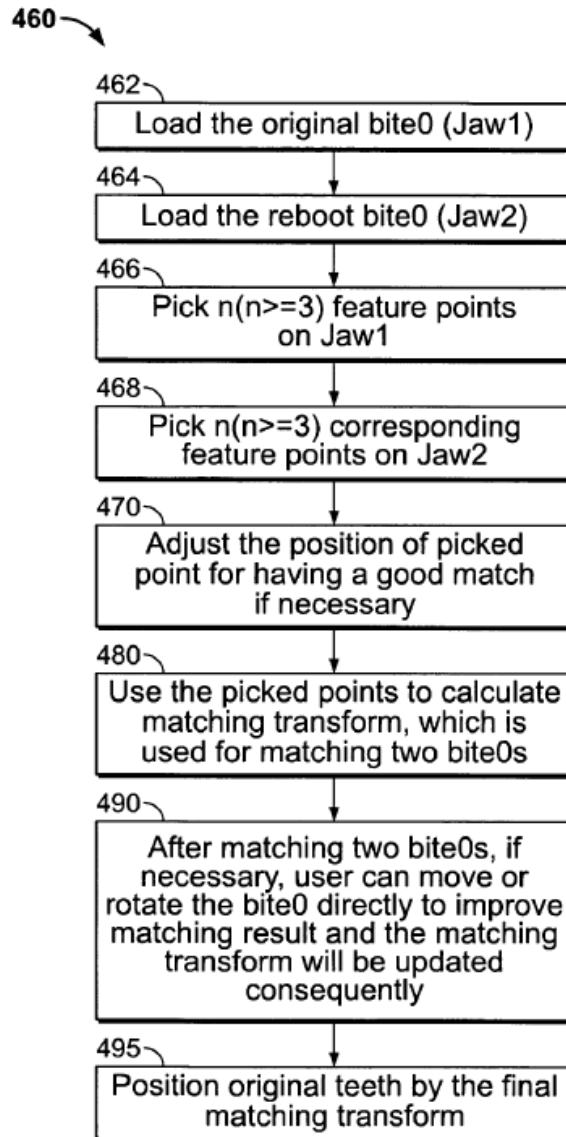 460
462
Load the original bite0 (Jaw1)
464
Load the reboot bite0 (Jaw2)
466
Pick n(n>=3) feature points
on Jaw1
468
Pick n(n>=3) corresponding
feature points on Jaw2
470
Adjust the position of picked
point for having a good match
if necessary
480
Use the picked points to calculate
matching transform, which is
used for matching two bite0s
490
After matching two bite0s, if
necessary, user can move or
rotate the bite0 directly to improve
matching result and the matching
transform will be updated
consequently
495
Position original teeth by the final
matching transform